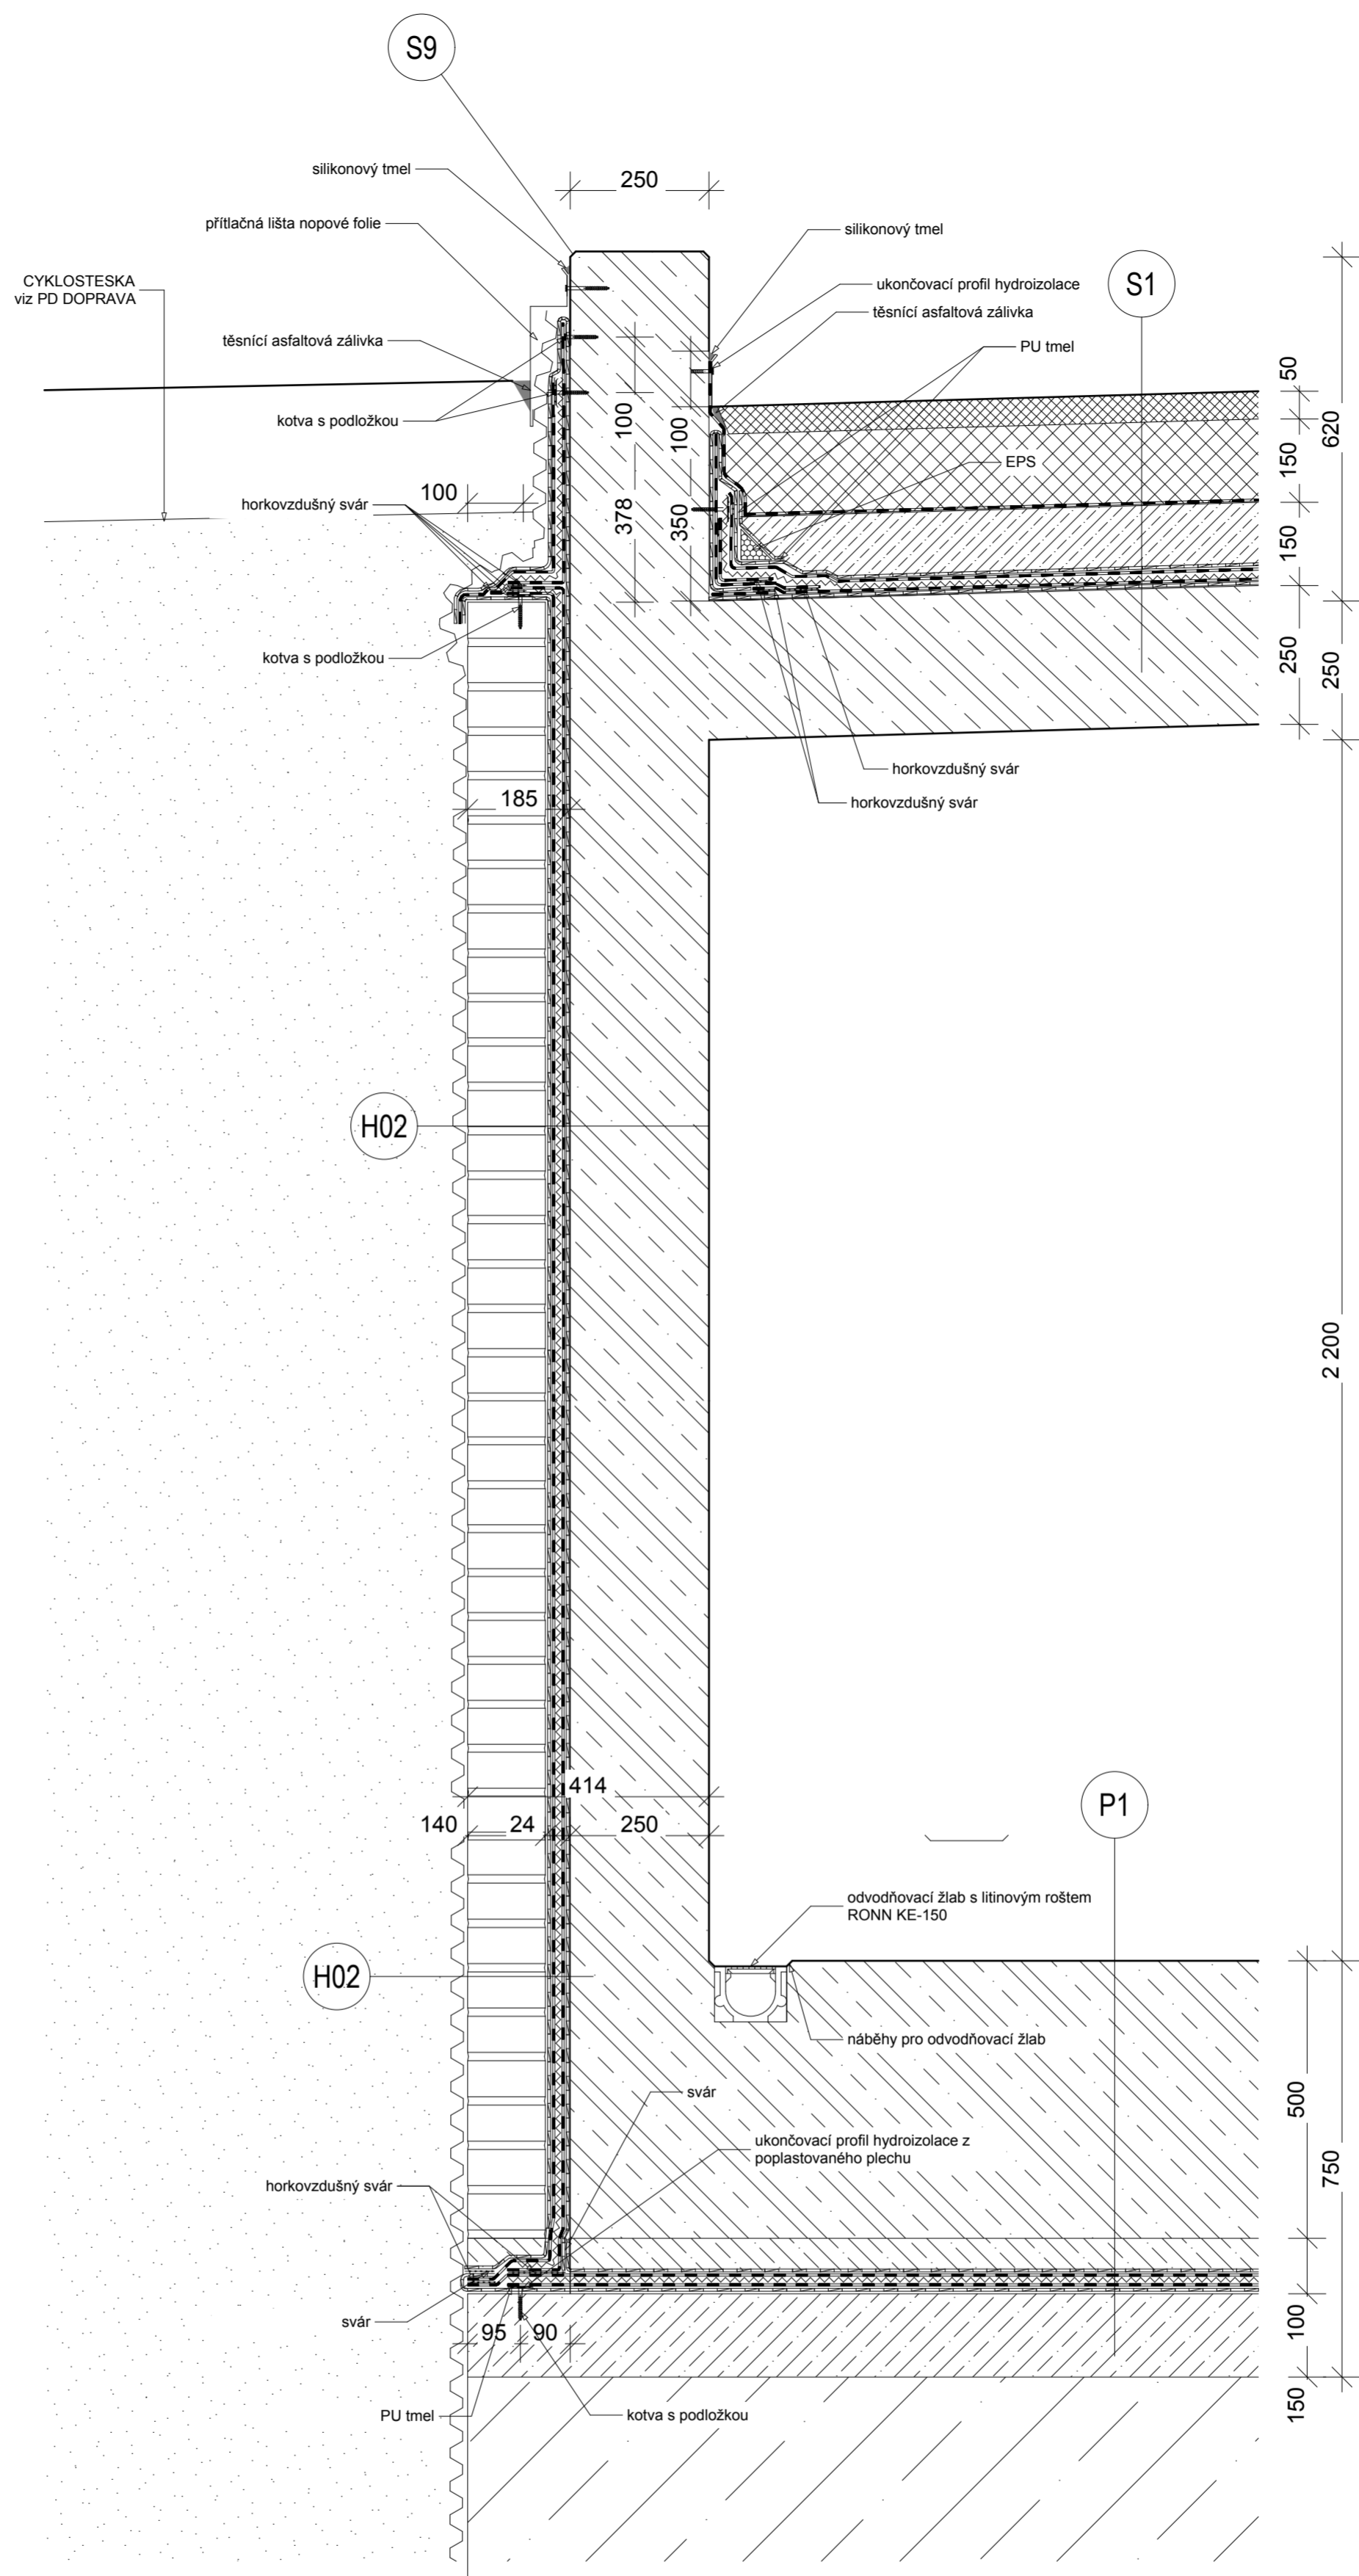 S9
silikonový tmel
250
přítlačná lišta nopové folie
silikonový tmel
CYKLOSTESKA
viz PD DOPRAVA
ukončovací profil hydroizolace
S1
těsnící asfaltová zálivka
těsnící asfaltová zálivka
PU tmel
50
620
kotva s podložkou
100
100
EPS
150
100
horkovzdušný svár
378
350
150
kotva s podložkou
250
250
horkovzdušný svár
185
horkovzdušný svár
H02
2 200
414
140
24
250
P1
odvodňovací žlab s litinovým roštem
RONN KE-150
H02
náběhy pro odvodňovací žlab
svár
500
ukončovací profil hydroizolace z
poplastovaného plechu
750
horkovzdušný svár
svár
95
90
100
PU tmel
kotva s podložkou
150